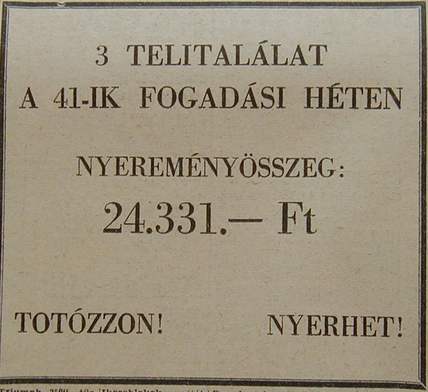 3 TELITALÁLAT
A 41-IK FOGADÁSI HÉTEN
NYEREMÉNYÖSSZEG:
24.331.— Ft
TOTÓZZON! NYERHET!